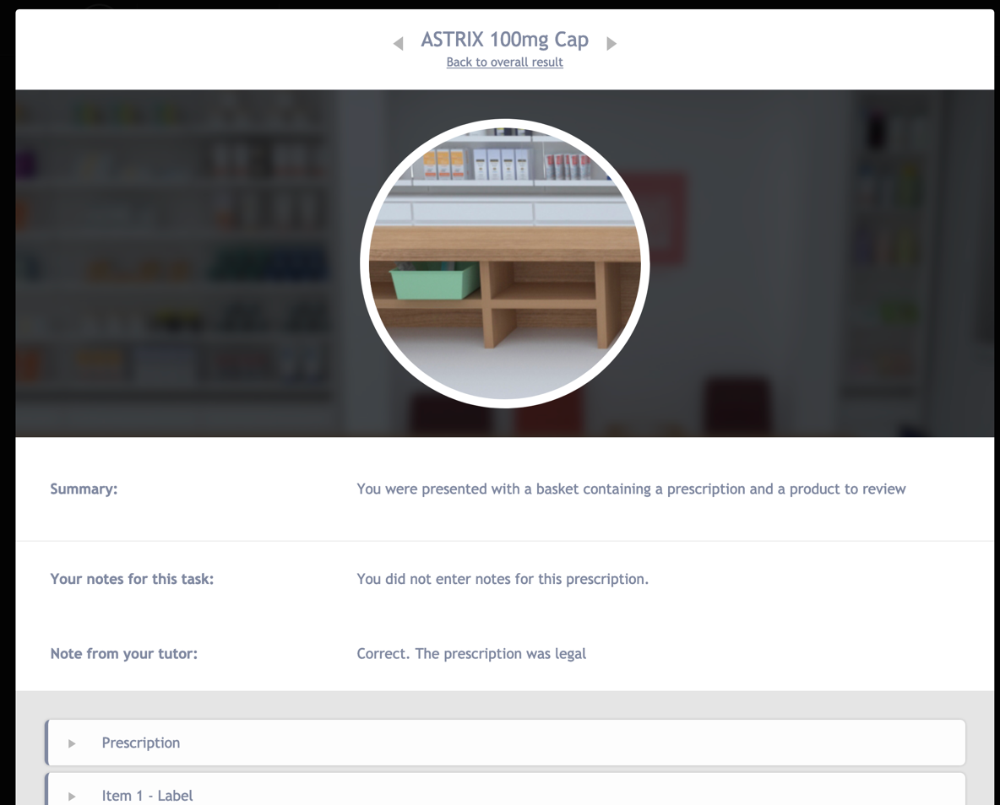 ASTRIX 100mg Cap
Back to overall result
Summary:
You were presented with a basket containing a prescription and a product to review
Your notes for this task:
You did not enter notes for this prescription.
Note from your tutor:
Correct. The prescription was legal
Prescription
Item 1 - Label